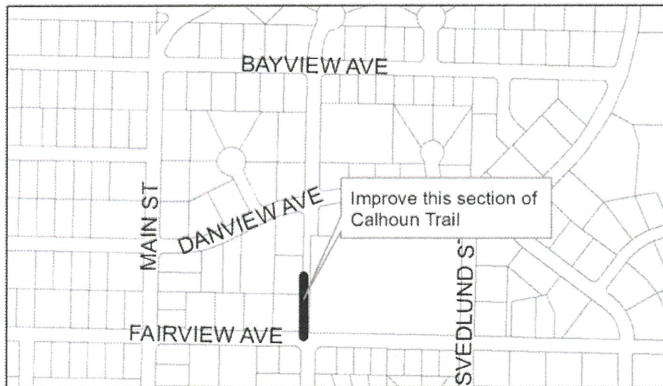 BAYVIEW AVE
Improve this section of
Calhoun Trail
DANVIEW AVE
MAIN ST
SVEDLUND ST
FAIRVIEW AVE